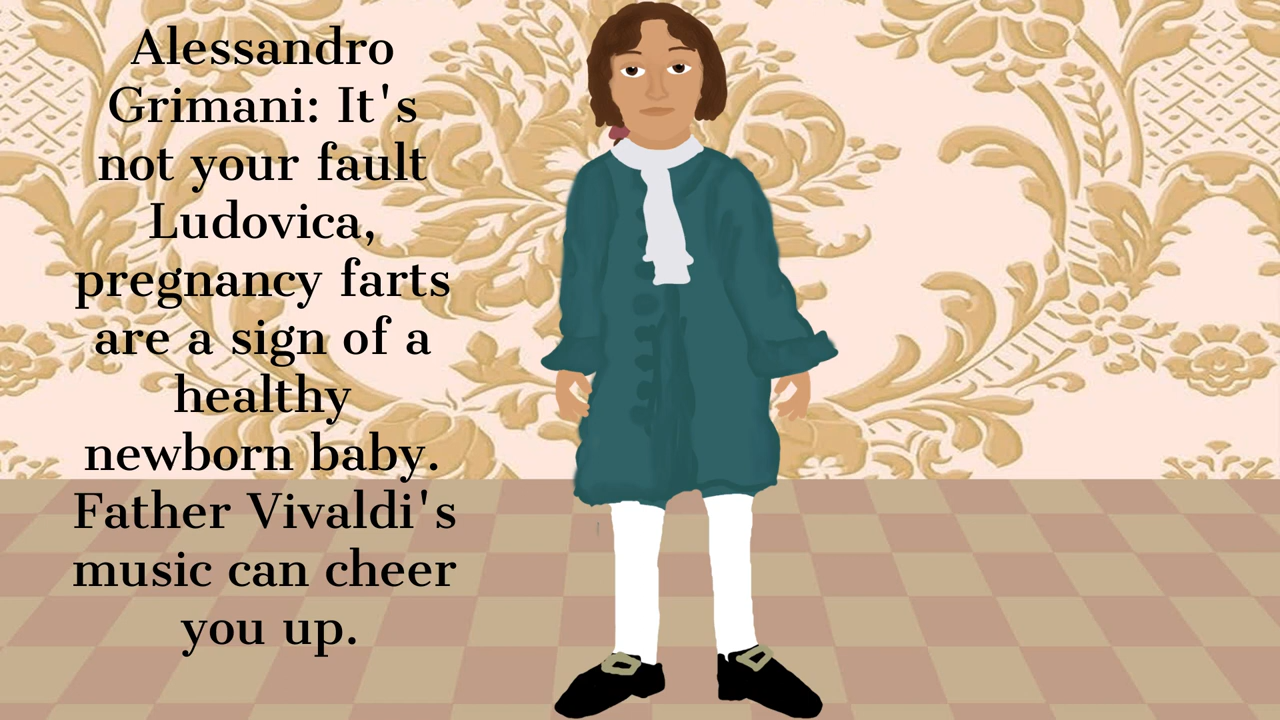 Alessandro
Grimani: It's
not your fault
Ludovica,
pregnancy farts
are a sign of a
healthy
newborn baby.
Father Vivaldi's
music can cheer
you up.